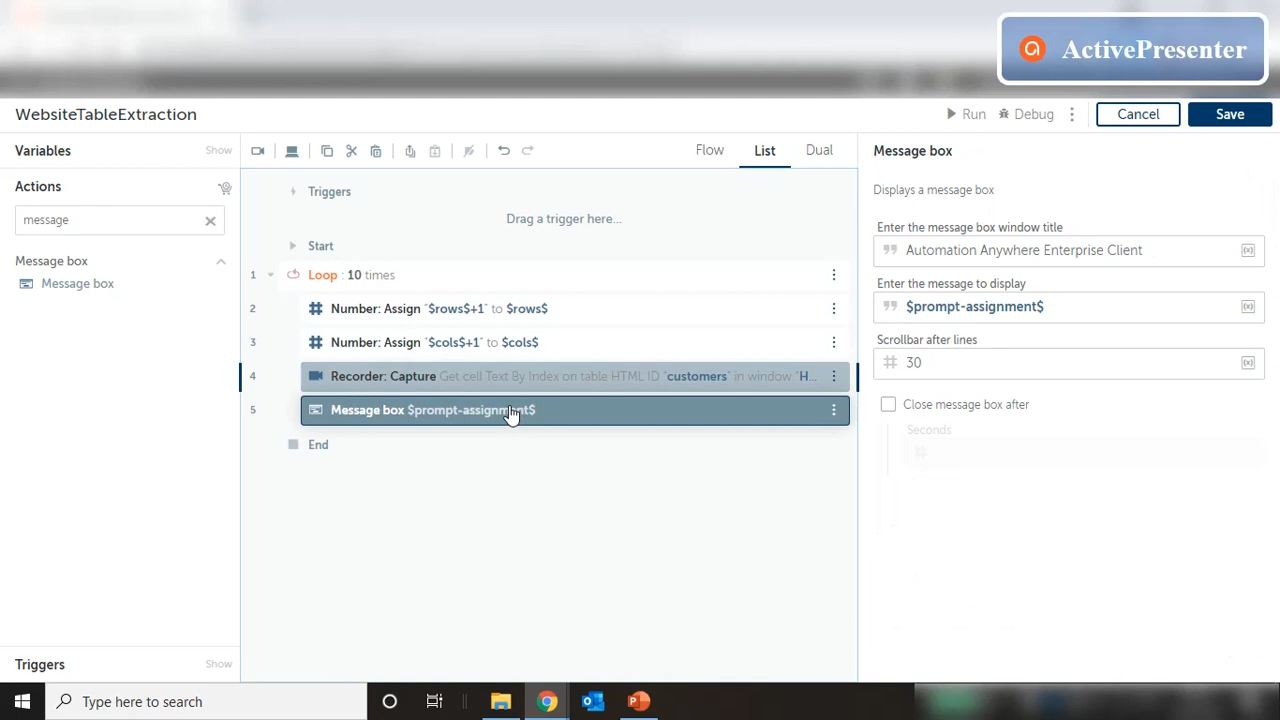 ActivePresenter
WebsiteTableExtraction
Run
Debug
Cancel
Save
Variables
Show
Flow
List
Dual
Message box
Actions
Displays a message box
message
Triggers
Drag a trigger here...
Enter the message box window title
Automation Anywhere Enterprise Client
Start
Message box
Message box
1 Loop : 10 times
Enter the message to display
$prompt-assignment$
2 Number: Assign "$rows$+1" to $rows$
Scrollbar after lines
30
3 Number: Assign "$cols$+1" to $cols$
4 Recorder: Capture Get cell Text By Index on table HTML ID "customers" in window "H...
5 Message box $prompt-assignment$
Close message box after
Seconds
End
Triggers
Show
Type here to search